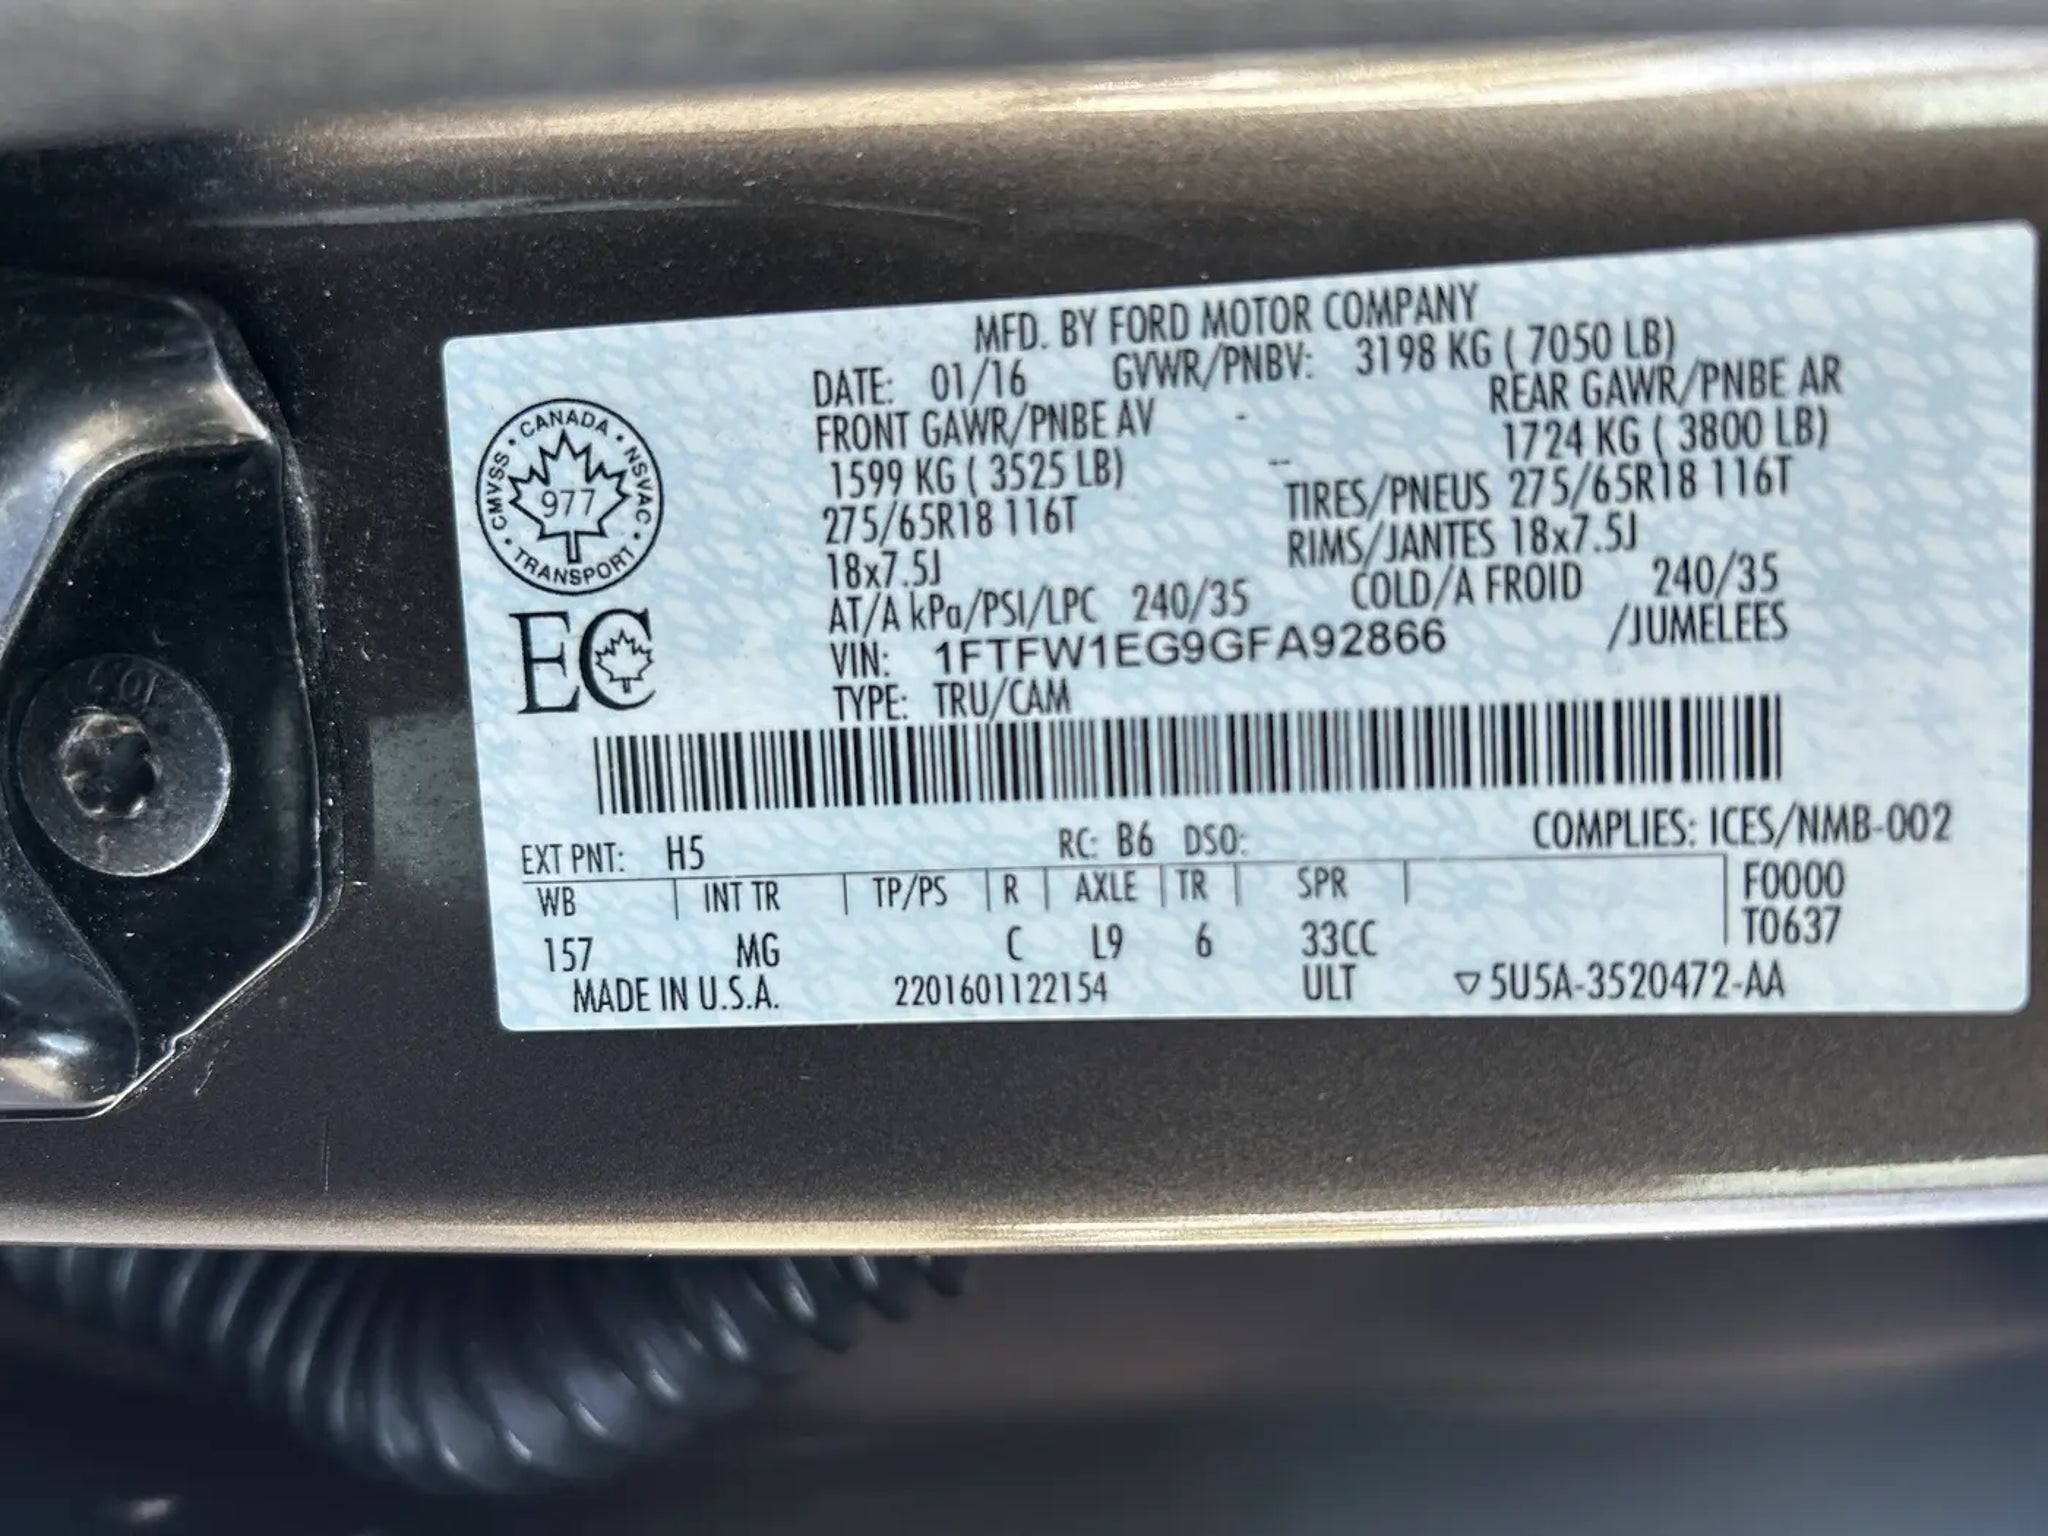 MFD. BY FORD MOTOR COMPANY
DATE: 01/16 GVWR/PNBV: 3198 KG ( 7050 LB)
FRONT GAWR/PNBE AV - REAR GAWR/PNBE AR
1599 KG ( 3525 LB) -- 1724 KG ( 3800 LB)
275/65R18 116T TIRES/PNEUS 275/65R18 116T
18x7.5J RIMS/JANTES 18x7.5J
AT/A kPa/PSI/LPC 240/35 COLD/A FROID 240/35
VIN: 1FTFW1EG9GFA92866 /JUMELEES
TYPE: TRU/CAM
CANADA • NSVAC • TRANSPORT • CMVSS •
977
EC
EXT PNT: H5 RC: B6 DSO: COMPLIES: ICES/NMB-002
WB INT TR TP/PS R AXLE TR SPR F0000
T0637
157 MG C L9 6 33CC
MADE IN U.S.A. 2201601122154 ULT ▽5U5A-3520472-AA